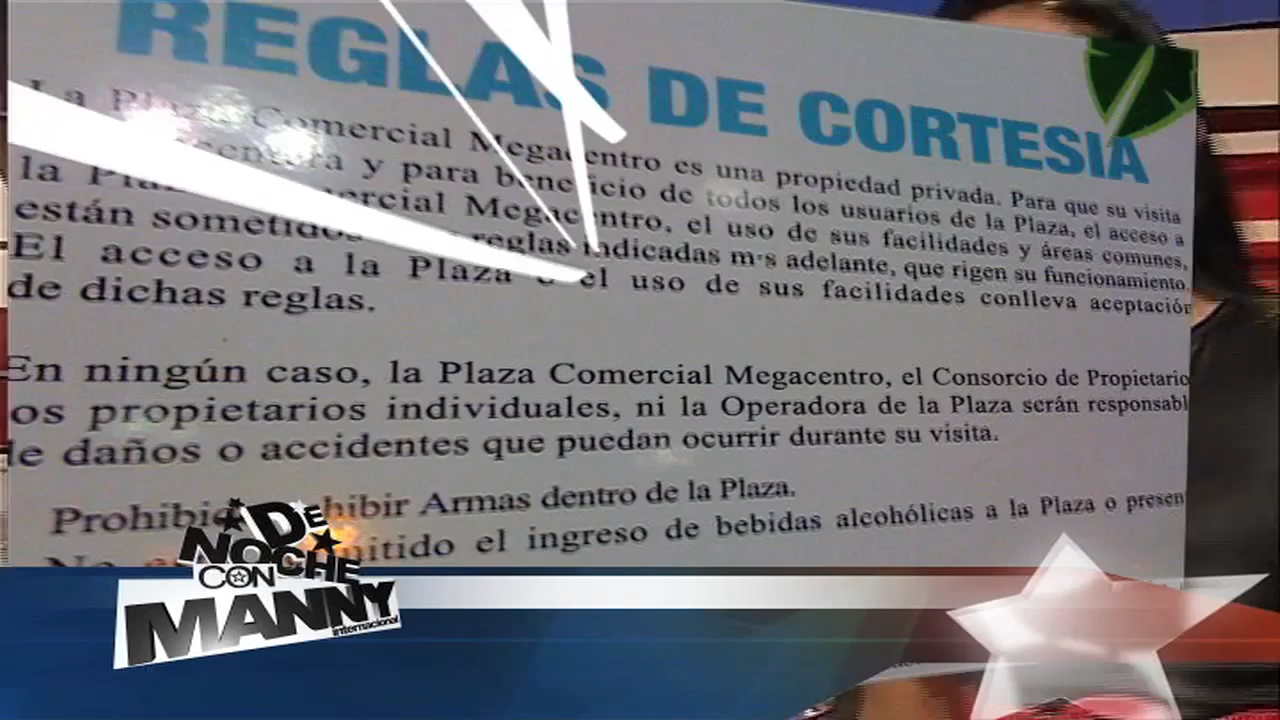 REGLAS DE CORTESIA
La Plaza Comercial Megacentro es una propiedad privada. Para que su visita
y para beneficio de todos los usuarios de la Plaza, el acceso a
la Plaza Comercial Megacentro, el uso de sus facilidades y áreas comunes,
están sometidos reglas indicadas m s adelante, que rigen su funcionamiento.
El acceso a la Plaza el uso de sus facilidades conlleva aceptación
de dichas reglas.
En ningún caso, la Plaza Comercial Megacentro, el Consorcio de Propietario
os propietarios individuales, ni la Operadora de la Plaza serán responsabl
e daños o accidentes que puedan ocurrir durante su visita.
Prohibido hibir Armas dentro de la Plaza.
No mitido el ingreso de bebidas alcohólicas a la Plaza o presen
DE
NOCHE
CON
MANNY
internacional